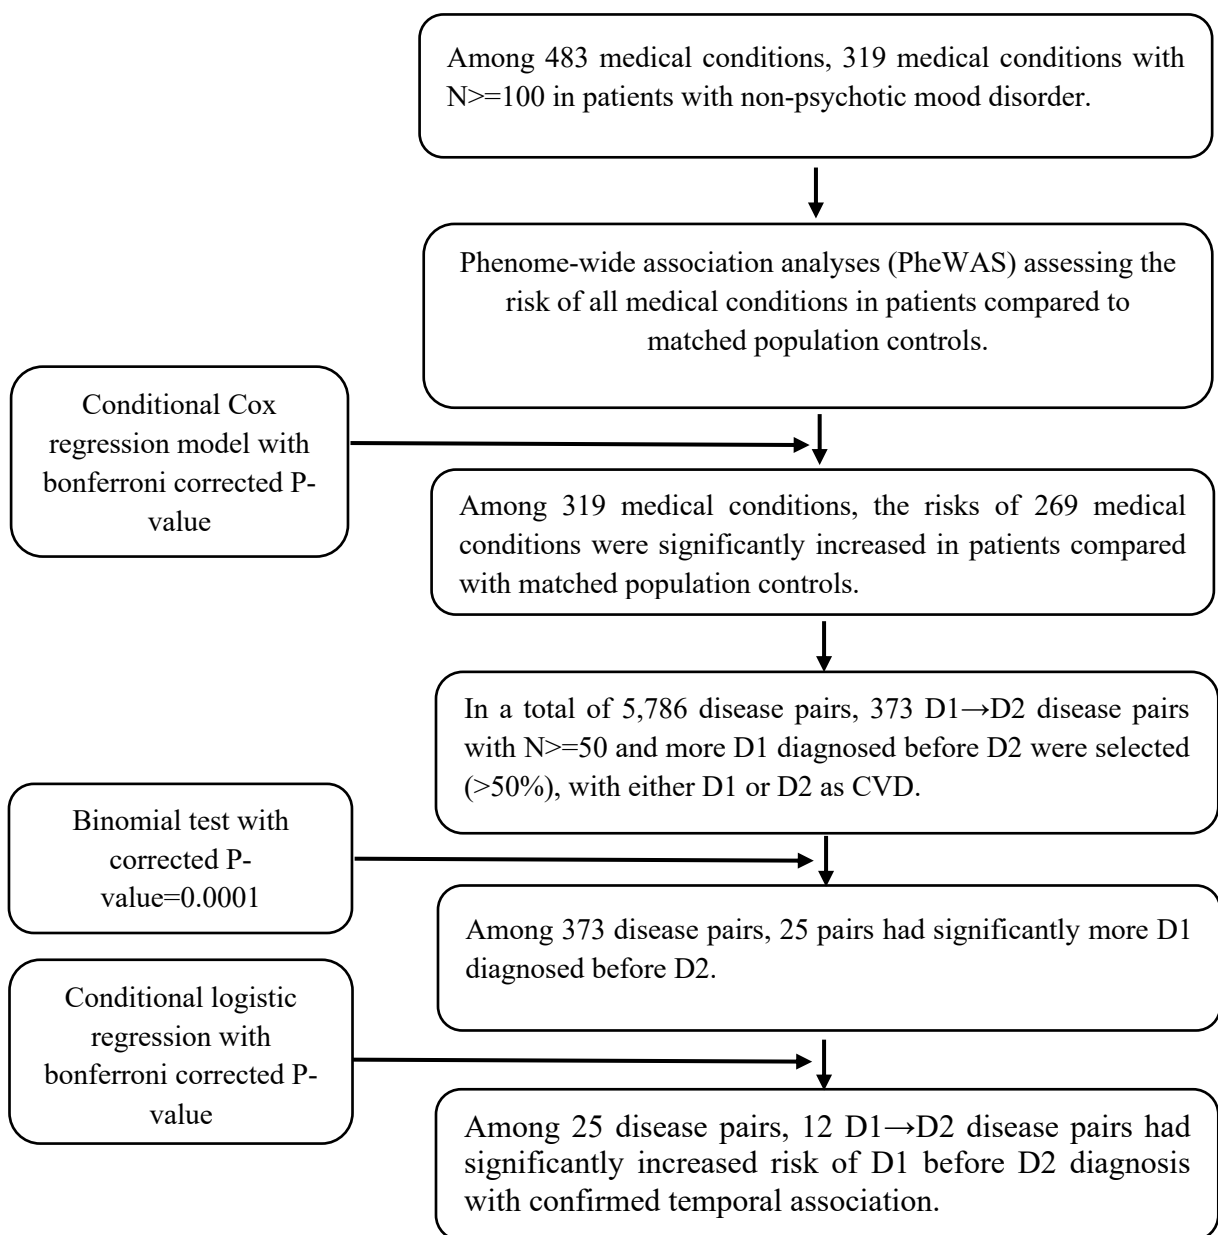 Among 483 medical conditions, 319 medical conditions with
N>=100 in patients with non-psychotic mood disorder.
Phenome-wide association analyses (PheWAS) assessing the
risk of all medical conditions in patients compared to
matched population controls.
Conditional Cox
regression model with
bonferroni corrected P-
value
Among 319 medical conditions, the risks of 269 medical
conditions were significantly increased in patients compared
with matched population controls.
In a total of 5,786 disease pairs, 373 D1→D2 disease pairs
with N>=50 and more D1 diagnosed before D2 were selected
(>50%), with either D1 or D2 as CVD.
Binomial test with
corrected P-
value=0.0001
Among 373 disease pairs, 25 pairs had significantly more D1
diagnosed before D2.
Conditional logistic
regression with
bonferroni corrected P-
value
Among 25 disease pairs, 12 D1→D2 disease pairs had
significantly increased risk of D1 before D2 diagnosis
with confirmed temporal association.